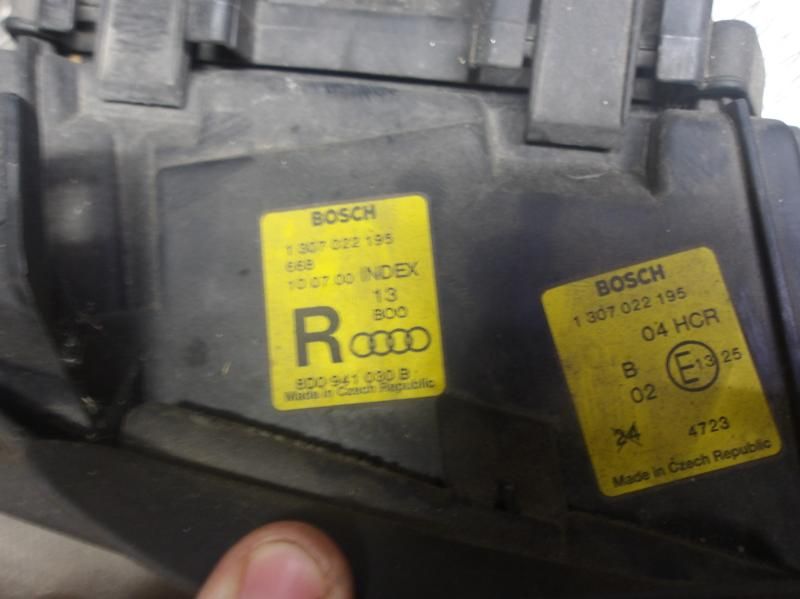 BOSCH
1 307 022 195
668
10 07 00 INDEX
13
800
R
8D0 941 030 B
Made in Czech Republic
BOSCH
1 307 022 195
04 HCR
B E13 25
02
24 4723
Made in Czech Republic